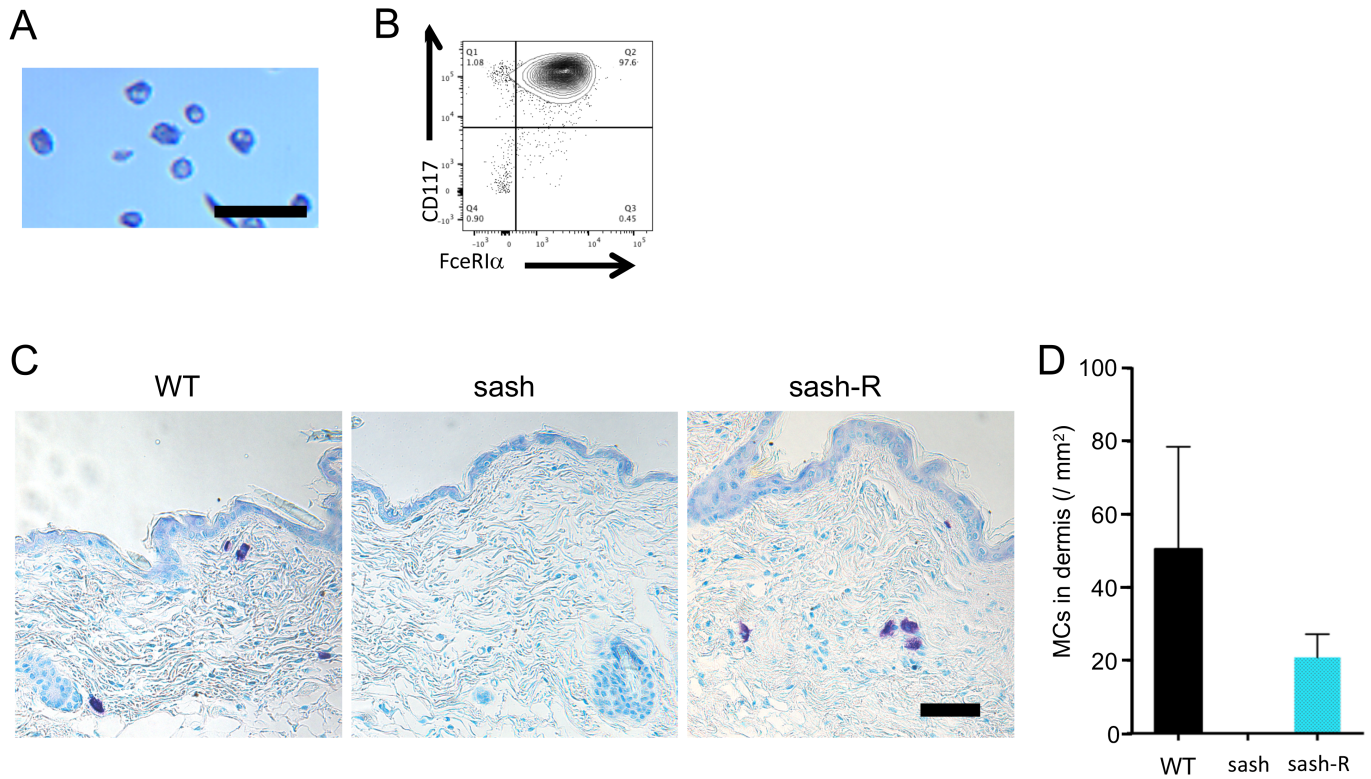 A
B
Q1
1.08
Q2
97.6
10⁵
10⁴
10³
0
-10³
Q4
0.90
Q3
0.45
-10³
0
10³
10⁴
10⁵
CD117
FceRIα
C
WT
sash
sash-R
D
100
80
60
40
20
0
MCs in dermis (/ mm²)
WT
sash
sash-R